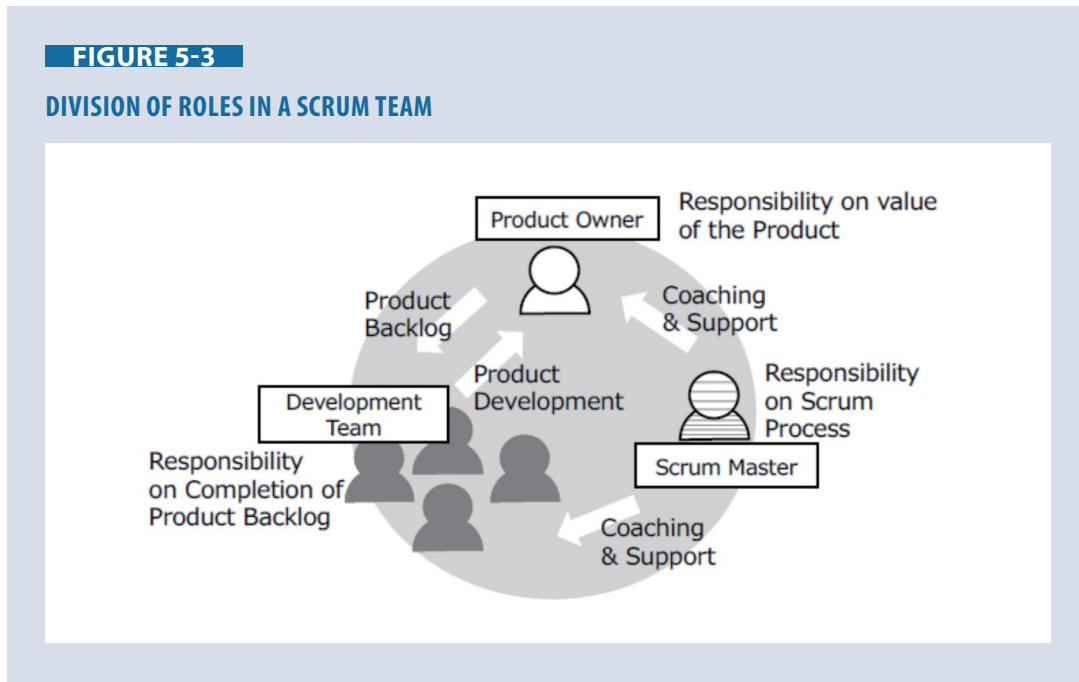 FIGURE 5-3
DIVISION OF ROLES IN A SCRUM TEAM
Product Owner
Responsibility on value
of the Product
Product
Backlog
Coaching
& Support
Product
Development
Development
Team
Responsibility
on Scrum
Process
Scrum Master
Responsibility
on Completion of
Product Backlog
Coaching
& Support